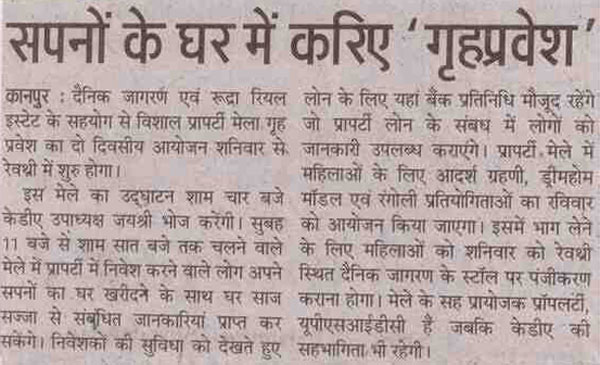 सपनों के घर में करिए ' गृहप्रवेश '
कानपुर : दैनिक जागरण एवं रूद्रा रियल
इस्टेट के सहयोग से विशाल प्रापर्टी मेला गृह
प्रवेश का दो दिवसीय आयोजन शनिवार से
रेवथ्री में शुरु होगा।
इस मेले का उद्घाटन शाम चार बजे
केडीए उपाध्यक्ष जयश्री भोज करेंगी। सुबह
11 बजे से शाम सात बजे तक चलने वाले
मेले में प्रापर्टी में निवेश करने वाले लोग अपने
सपनों का घर खरीदने के साथ घर साज
सज्जा से संबंधित जानकारियां प्राप्त कर
सकेंगे। निवेशकों की सुविधा को देखते हुए
लोन के लिए यहां बैंक प्रतिनिधि मौजूद रहेंगे
जो प्रापर्टी लोन के संबध में लोगों को
जानकारी उपलब्ध कराएंगे। प्रापर्टी मेले में
महिलाओं के लिए आदर्श ग्रहणी, ड्रीमहोम
मॉडल एवं रंगोली प्रतियोगिताओं का रविवार
को आयोजन किया जाएगा। इसमें भाग लेने
के लिए महिलाओं को शनिवार को रेवथ्री
स्थित दैनिक जागरण के स्टॉल पर पंजीकरण
कराना होगा। मेले के सह प्रायोजक प्रॉपलर्टी,
यूपीएसआईडीसी हैं जबकि केडीए की
सहभागिता भी रहेगी।